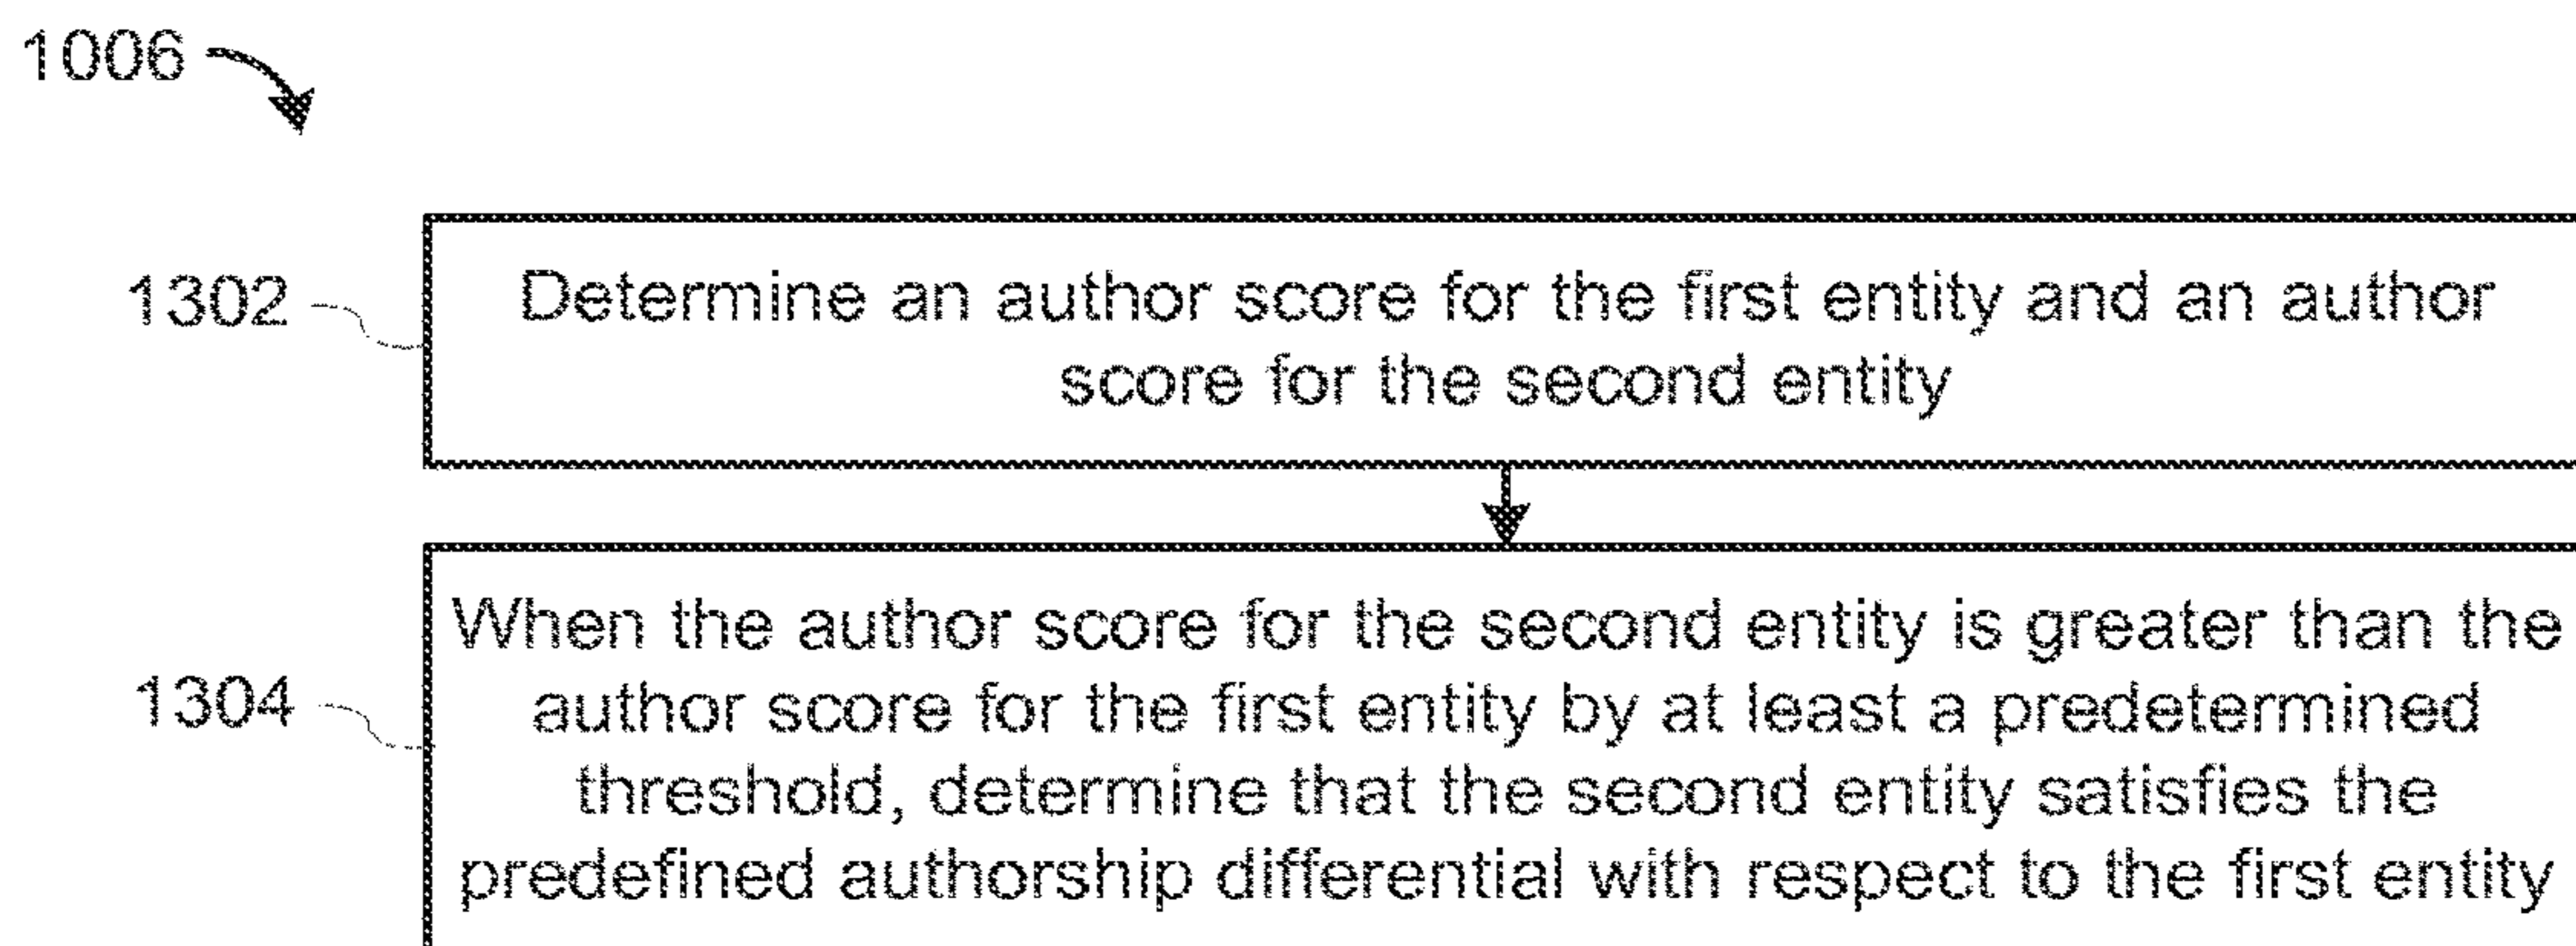 1006
1302
Determine an author score for the first entity and an author
score for the second entity
1304
When the author score for the second entity is greater than the
author score for the first entity by at least a predetermined
threshold, determine that the second entity satisfies the
predefined authorship differential with respect to the first entity